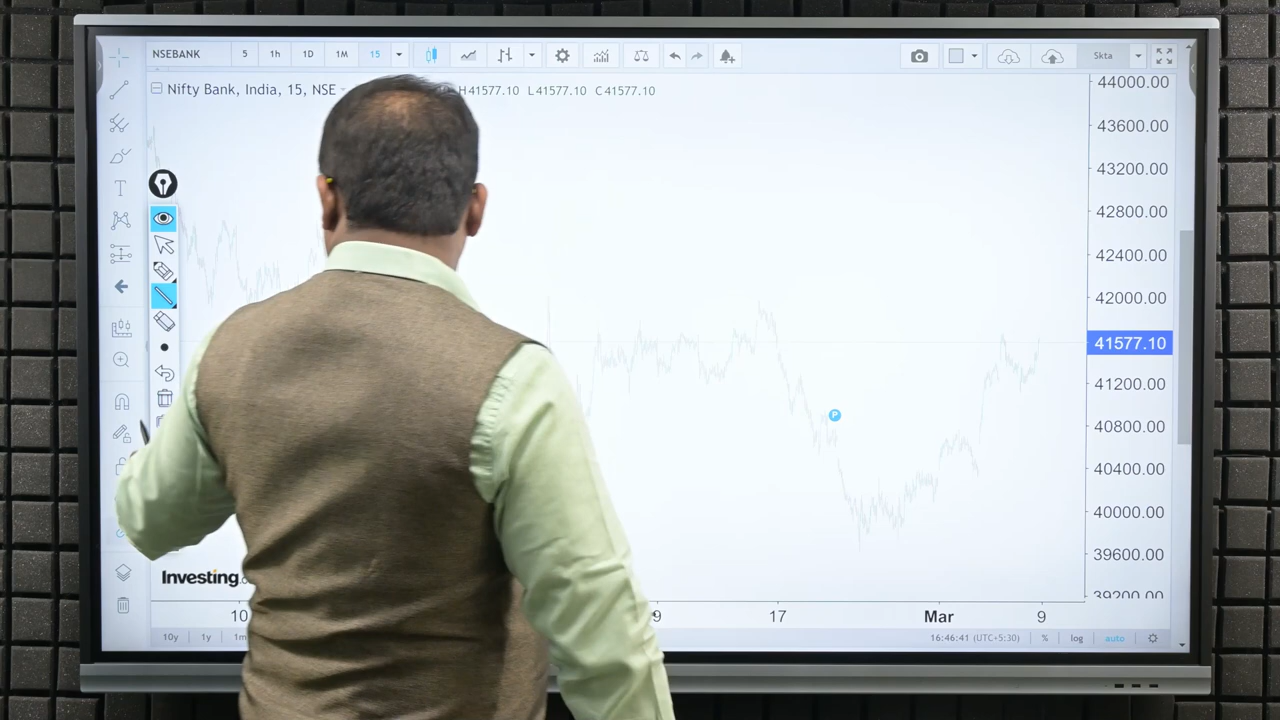 NSEBANK 5 1h 1D 1M 15 5kta
Nifty Bank, India, 15, NSE H41577.10 L41577.10 C41577.10
44000.00
43600.00
43200.00
42800.00
42400.00
42000.00
41577.10
41200.00
40800.00
P
40400.00
40000.00
39600.00
39200.00
Investing
10 9 17 Mar 9
10y 1y 1m 16:46:41 (UTC+5:30) % log auto